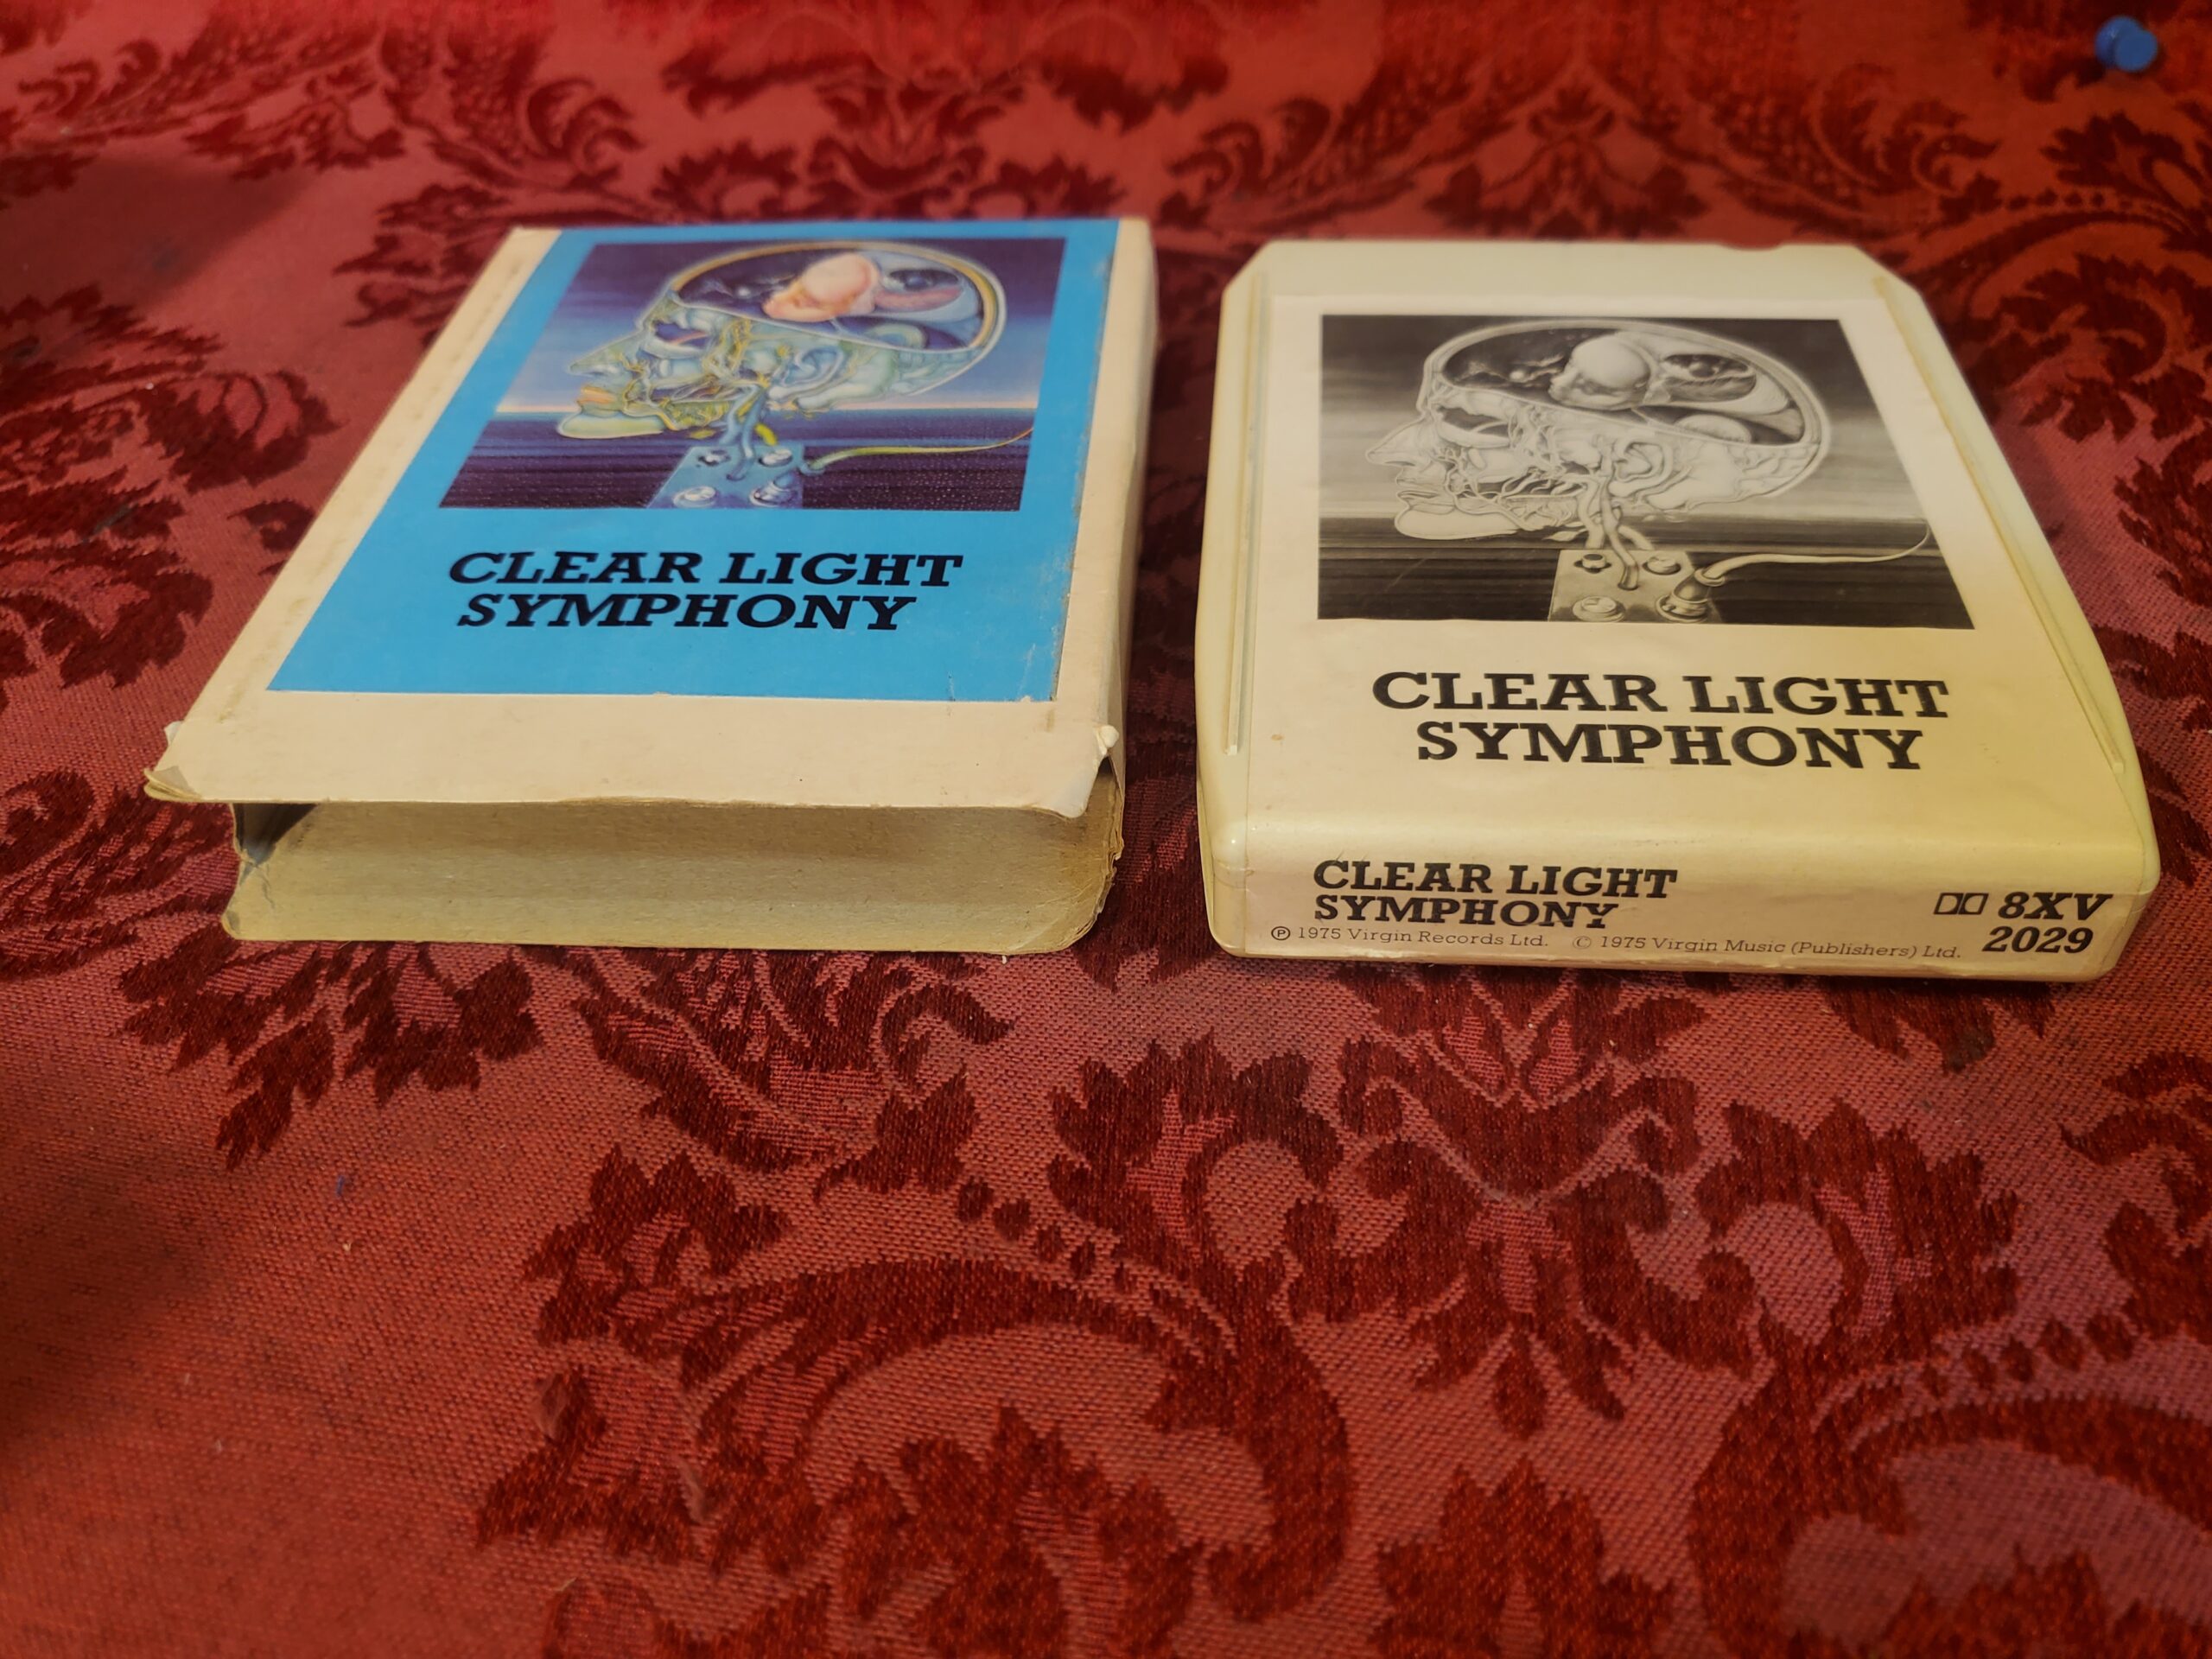 CLEAR LIGHT
SYMPHONY
CLEAR LIGHT
SYMPHONY
CLEAR LIGHT
SYMPHONY
℗ 1975 Virgin Records Ltd. © 1975 Virgin Music (Publishers) Ltd.
8XV
2029